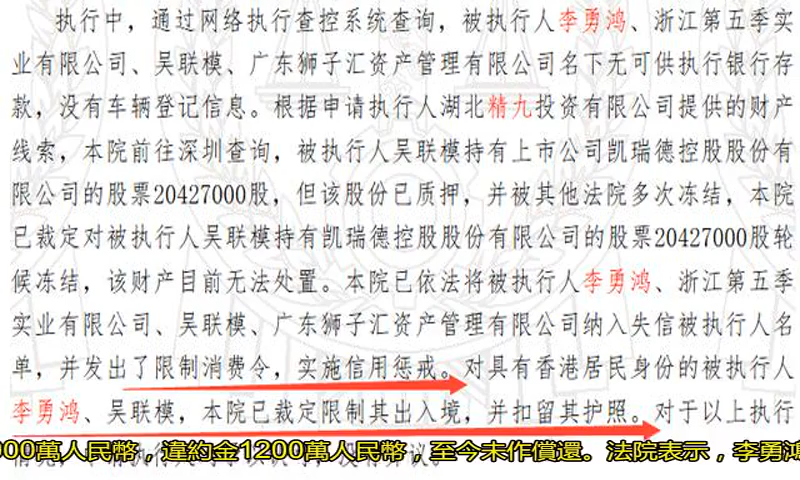 执行中，通过网络执行查控系统查询，被执行人李勇鸿、浙江第五季实
业有限公司、吴联模、广东狮子汇资产管理有限公司名下无可供执行银行存
款，没有车辆登记信息。根据申请执行人湖北精九投资有限公司提供的财产
线索，本院前往深圳查询，被执行人吴联模持有上市公司凯瑞德控股股份有
限公司的股票20427000股，但该股份已质押，并被其他法院多次冻结，本院
已裁定对被执行人吴联模持有凯瑞德控股股份有限公司的股票20427000股轮
候冻结，该财产目前无法处置。本院已依法将被执行人李勇鸿、浙江第五季
实业有限公司、吴联模、广东狮子汇资产管理有限公司纳入失信被执行人名
单，并发出了限制消费令，实施信用惩戒。对具有香港居民身份的被执行人
李勇鸿、吴联模，本院已裁定限制其出入境，并扣留其护照。对于以上执行
000萬人民幣，違約金1200萬人民幣，至今未作償還。法院表示，李勇鴻